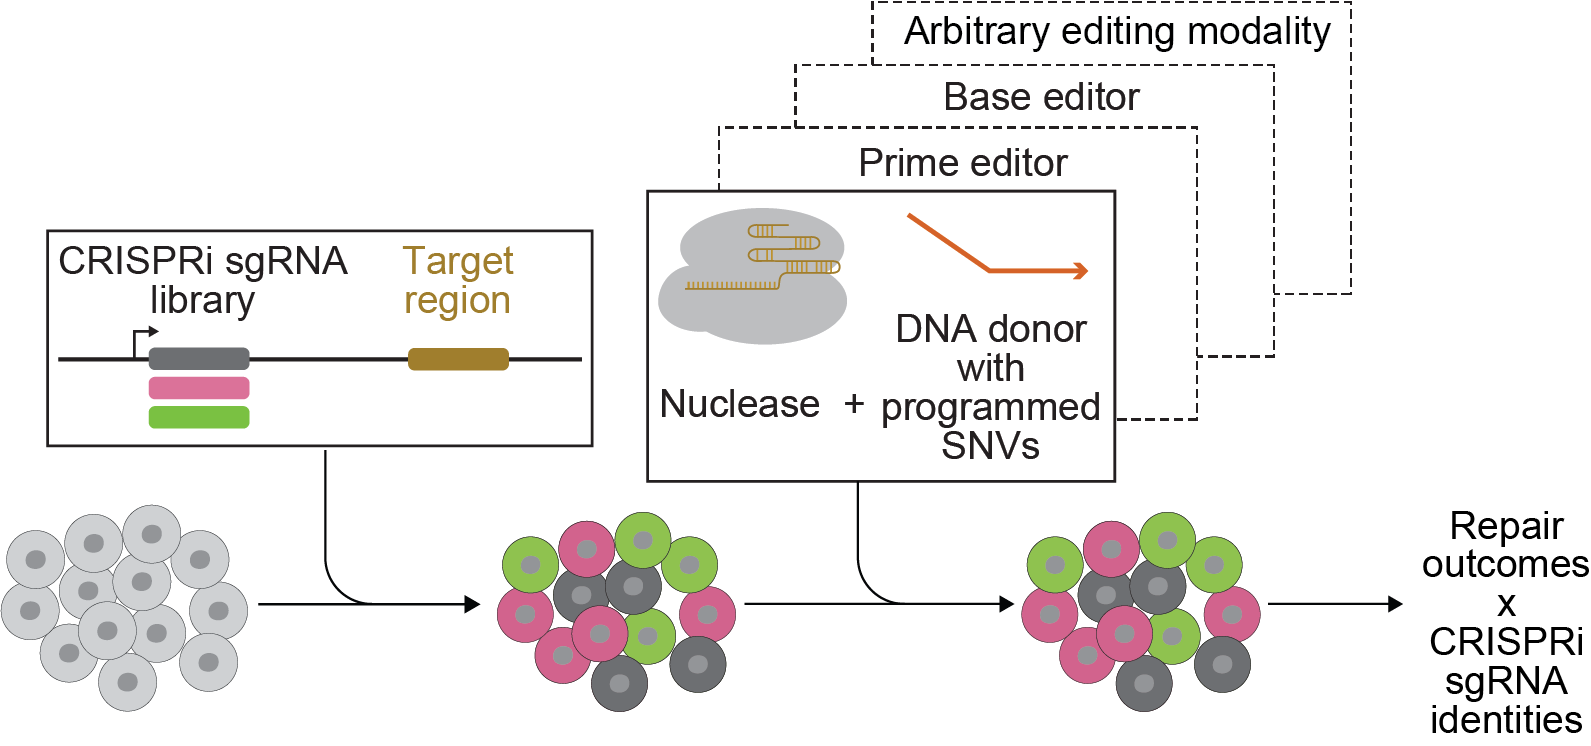 Arbitrary editing modality
Base editor
Prime editor
CRISPRi sgRNA
library
Target
region
Nuclease
+
DNA donor
with
programmed
SNVs
Repair
outcomes
x
CRISPRi
sgRNA
identities